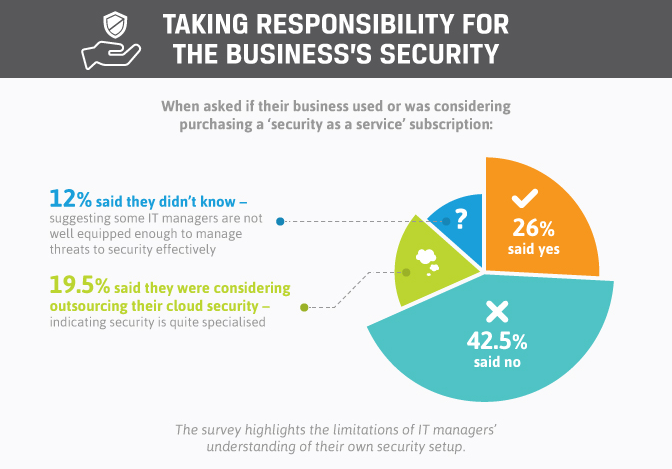 TAKING RESPONSIBILITY FOR
THE BUSINESS'S SECURITY
When asked if their business used or was considering
purchasing a ‘security as a service’ subscription:
12% said they didn’t know –
suggesting some IT managers are not
well equipped enough to manage
threats to security effectively
19.5% said they were considering
outsourcing their cloud security –
indicating security is quite specialised
?
26%
said yes
42.5%
said no
The survey highlights the limitations of IT managers’
understanding of their own security setup.